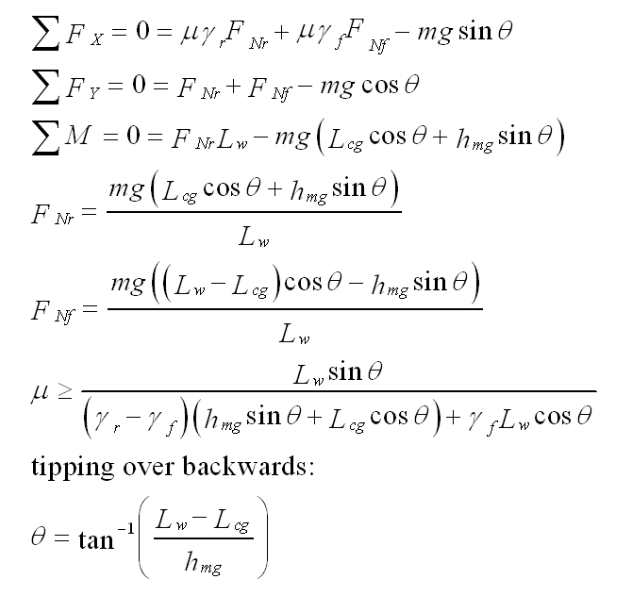 ∑F_X = 0 = μγ_r F_Nr + μγ_f F_Nf − mg sin θ
∑F_Y = 0 = F_Nr + F_Nf − mg cos θ
∑M = 0 = F_Nr L_w − mg(L_cg cos θ + h_mg sin θ)
F_Nr = mg(L_cg cos θ + h_mg sin θ) / L_w
F_Nf = mg((L_w − L_cg)cos θ − h_mg sin θ) / L_w
μ ≥ L_w sin θ / ((γ_r − γ_f)(h_mg sin θ + L_cg cos θ) + γ_f L_w cos θ)
tipping over backwards:
θ = tan⁻¹((L_w − L_cg) / h_mg)